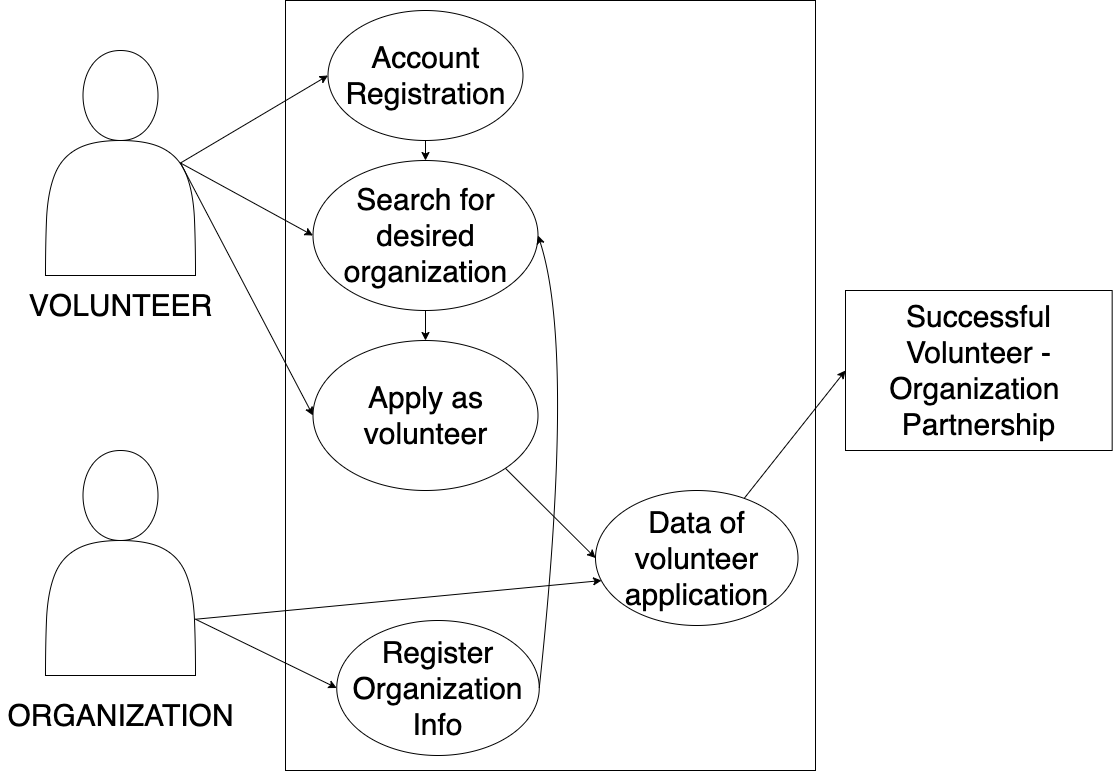 Account
Registration
Search for
desired
organization
VOLUNTEER
Apply as
volunteer
Successful
Volunteer -
Organization
Partnership
Data of
volunteer
application
Register
Organization
Info
ORGANIZATION